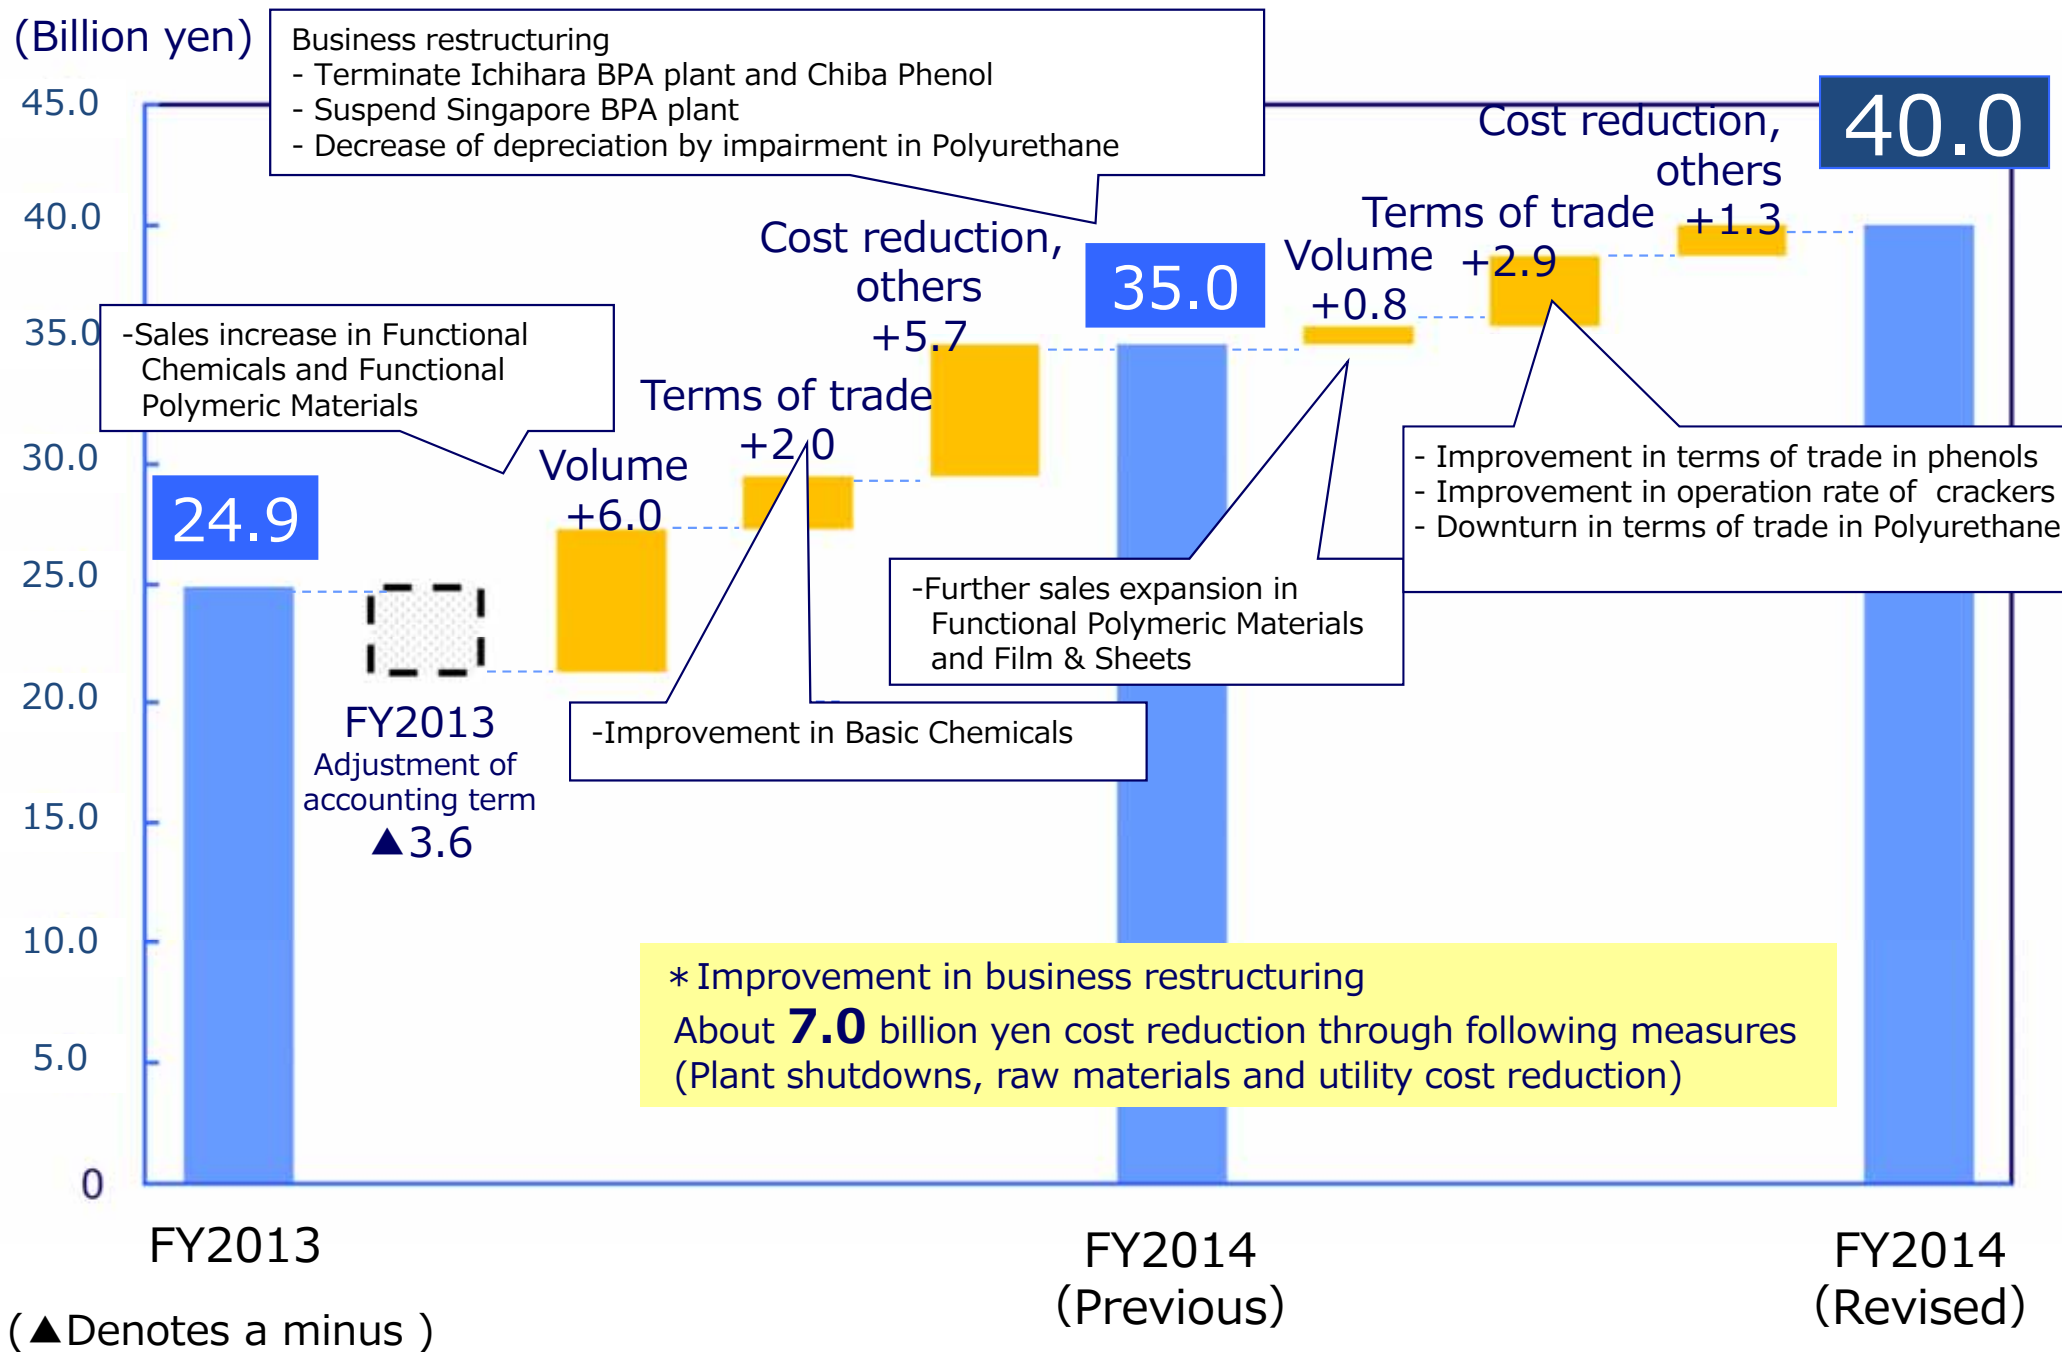 (Billion yen)
Business restructuring
- Terminate Ichihara BPA plant and Chiba Phenol
- Suspend Singapore BPA plant
- Decrease of depreciation by impairment in Polyurethane
45.0
40.0
35.0
30.0
25.0
20.0
15.0
10.0
5.0
0
-Sales increase in Functional
Chemicals and Functional
Polymeric Materials
24.9
FY2013
Adjustment of
accounting term
▲3.6
Volume
+6.0
Terms of trade
+2.0
-Improvement in Basic Chemicals
Cost reduction,
others
+5.7
35.0
Volume
+0.8
-Further sales expansion in
Functional Polymeric Materials
and Film & Sheets
Terms of trade
+2.9
- Improvement in terms of trade in phenols
- Improvement in operation rate of crackers
- Downturn in terms of trade in Polyurethane
Cost reduction,
others
+1.3
40.0
*Improvement in business restructuring
About 7.0 billion yen cost reduction through following measures
(Plant shutdowns, raw materials and utility cost reduction)
FY2013
FY2014
(Previous)
FY2014
(Revised)
(▲Denotes a minus )